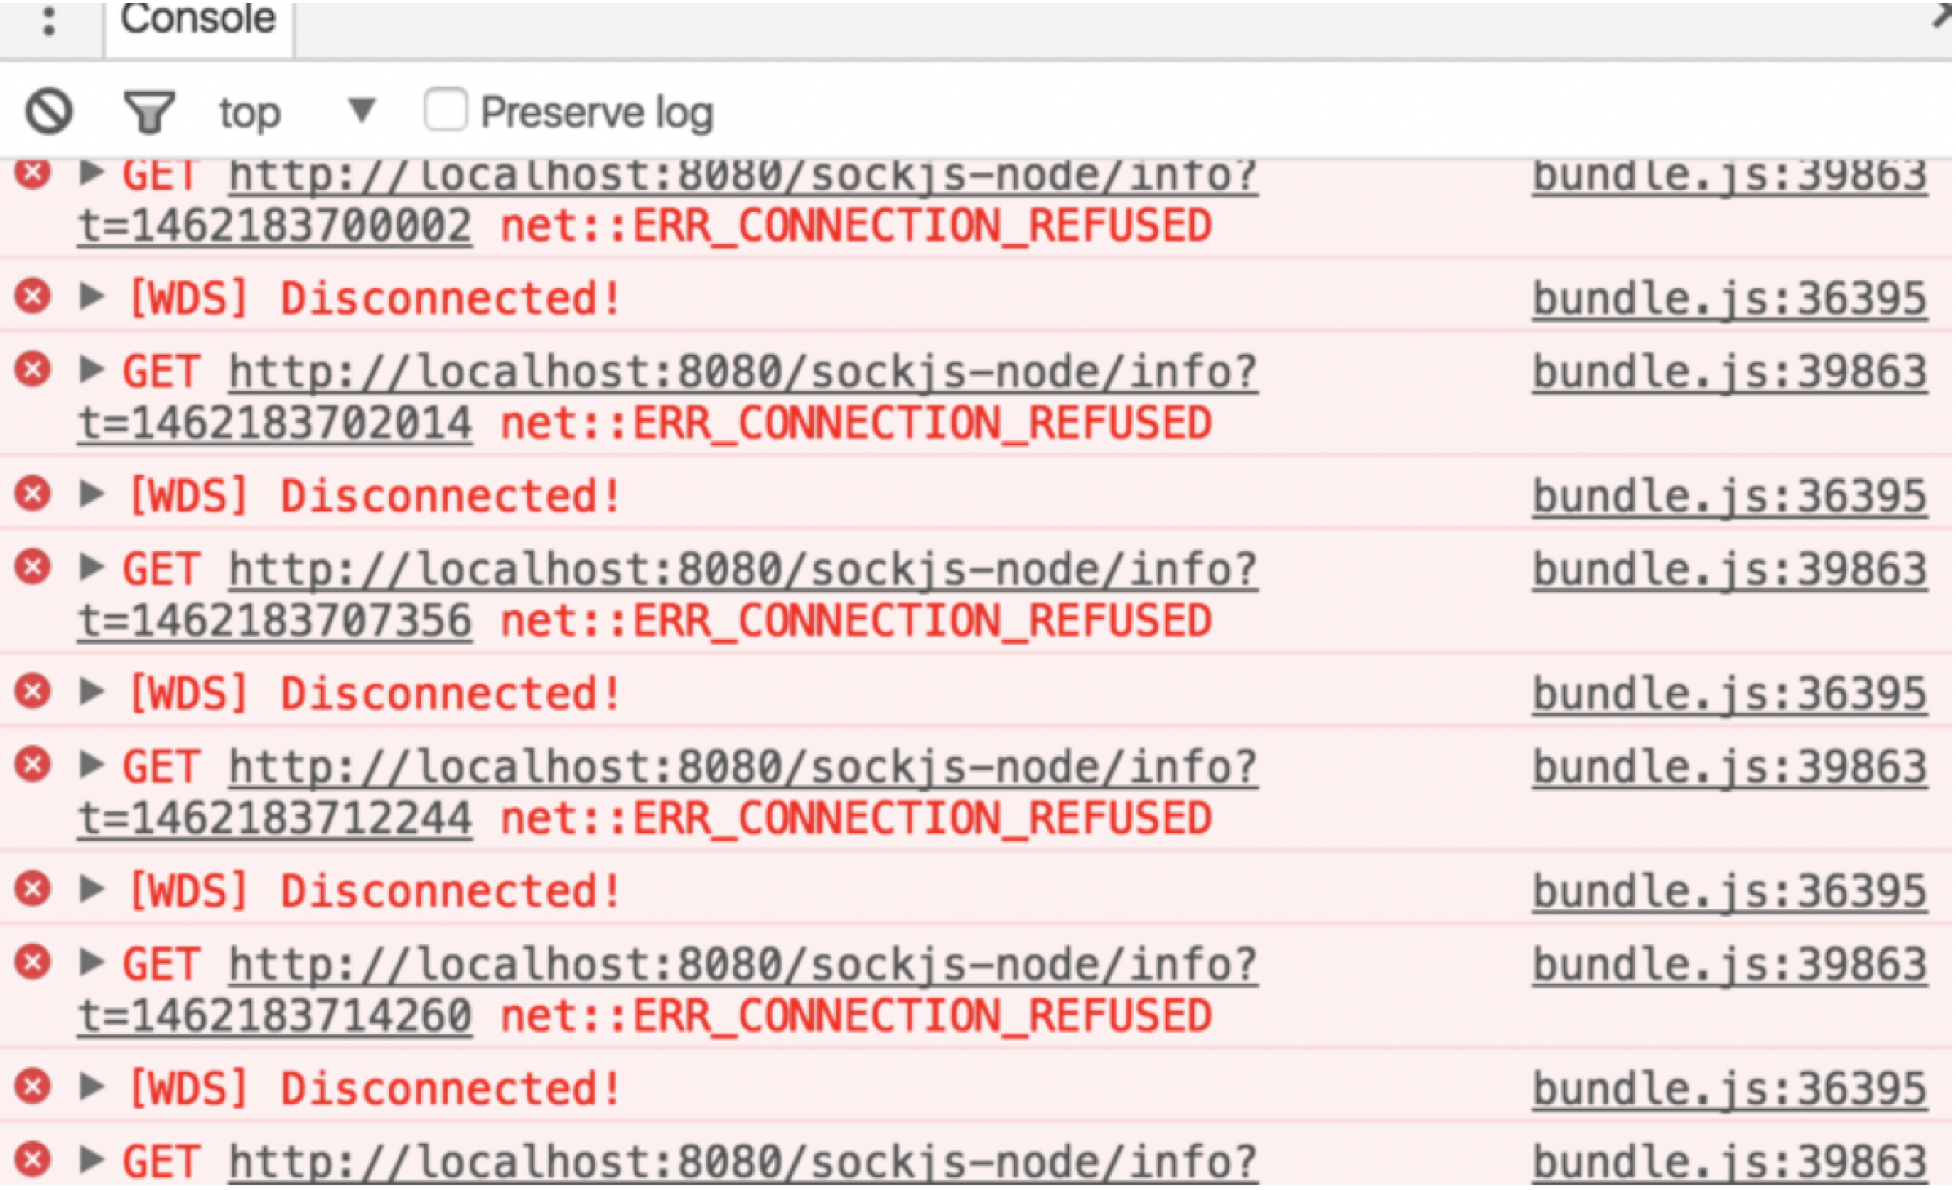 Console
top ▼ Preserve log
GET http://localhost:8080/sockjs-node/info? bundle.js:39863
t=1462183700002 net::ERR_CONNECTION_REFUSED
[WDS] Disconnected! bundle.js:36395
GET http://localhost:8080/sockjs-node/info? bundle.js:39863
t=1462183702014 net::ERR_CONNECTION_REFUSED
[WDS] Disconnected! bundle.js:36395
GET http://localhost:8080/sockjs-node/info? bundle.js:39863
t=1462183707356 net::ERR_CONNECTION_REFUSED
[WDS] Disconnected! bundle.js:36395
GET http://localhost:8080/sockjs-node/info? bundle.js:39863
t=1462183712244 net::ERR_CONNECTION_REFUSED
[WDS] Disconnected! bundle.js:36395
GET http://localhost:8080/sockjs-node/info? bundle.js:39863
t=1462183714260 net::ERR_CONNECTION_REFUSED
[WDS] Disconnected! bundle.js:36395
GET http://localhost:8080/sockjs-node/info? bundle.js:39863